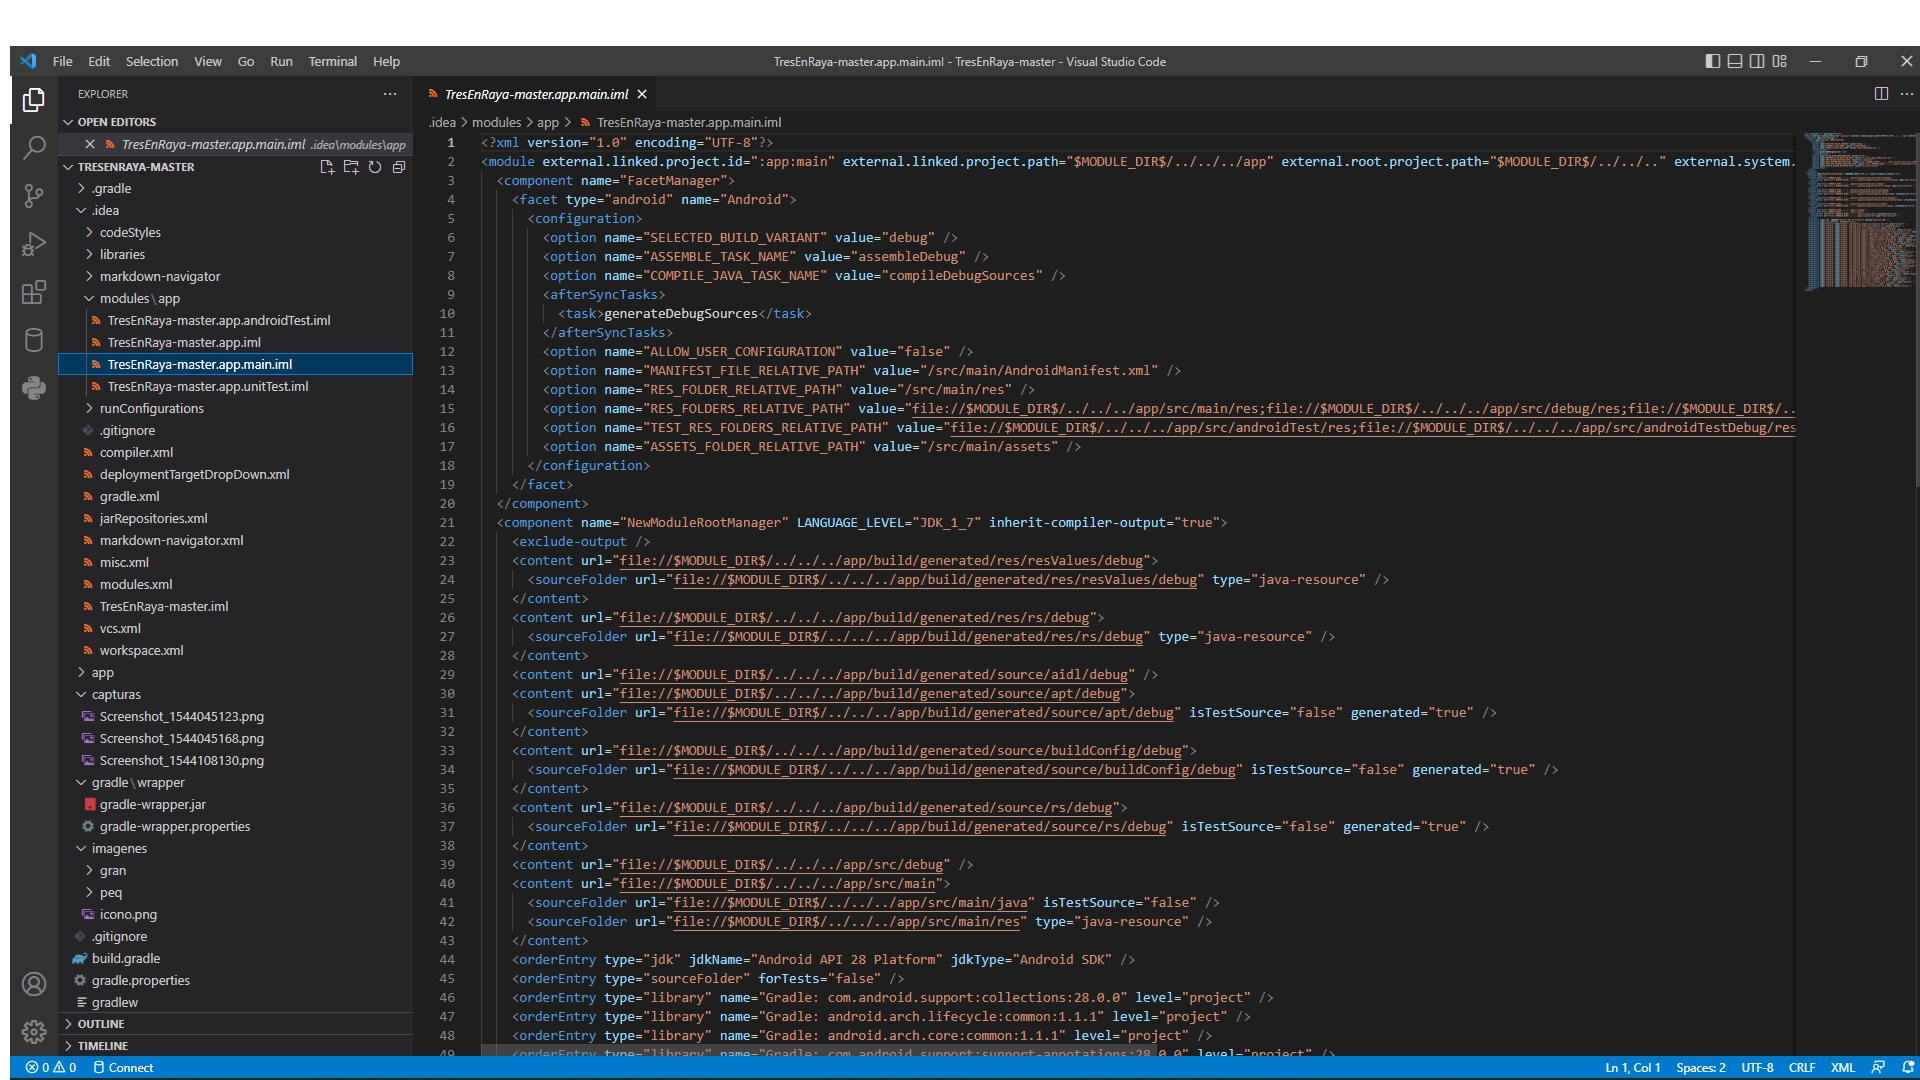 File Edit Selection View Go Run Terminal Help
TresEnRaya-master.app.main.iml - TresEnRaya-master - Visual Studio Code
EXPLORER
OPEN EDITORS
TresEnRaya-master.app.main.iml .idea\modules\app
TRESENRAYA-MASTER
.gradle
.idea
codeStyles
libraries
markdown-navigator
modules\app
TresEnRaya-master.app.androidTest.iml
TresEnRaya-master.app.iml
TresEnRaya-master.app.main.iml
TresEnRaya-master.app.unitTest.iml
runConfigurations
.gitignore
compiler.xml
deploymentTargetDropDown.xml
gradle.xml
jarRepositories.xml
markdown-navigator.xml
misc.xml
modules.xml
TresEnRaya-master.iml
vcs.xml
workspace.xml
app
capturas
Screenshot_1544045123.png
Screenshot_1544045168.png
Screenshot_1544108130.png
gradle\wrapper
gradle-wrapper.jar
gradle-wrapper.properties
imagenes
gran
peq
icono.png
.gitignore
build.gradle
gradle.properties
gradlew
OUTLINE
TIMELINE
TresEnRaya-master.app.main.iml
.idea > modules > app > TresEnRaya-master.app.main.iml
1 <?xml version="1.0" encoding="UTF-8"?>
2 <module external.linked.project.id=":app:main" external.linked.project.path="$MODULE_DIR$/../../../app" external.root.project.path="$MODULE_DIR$/../../.." external.system.
3 <component name="FacetManager">
4 <facet type="android" name="Android">
5 <configuration>
6 <option name="SELECTED_BUILD_VARIANT" value="debug" />
7 <option name="ASSEMBLE_TASK_NAME" value="assembleDebug" />
8 <option name="COMPILE_JAVA_TASK_NAME" value="compileDebugSources" />
9 <afterSyncTasks>
10 <task>generateDebugSources</task>
11 </afterSyncTasks>
12 <option name="ALLOW_USER_CONFIGURATION" value="false" />
13 <option name="MANIFEST_FILE_RELATIVE_PATH" value="/src/main/AndroidManifest.xml" />
14 <option name="RES_FOLDER_RELATIVE_PATH" value="/src/main/res" />
15 <option name="RES_FOLDERS_RELATIVE_PATH" value="file://$MODULE_DIR$/../../../app/src/main/res;file://$MODULE_DIR$/../../../app/src/debug/res;file://$MODULE_DIR$/..
16 <option name="TEST_RES_FOLDERS_RELATIVE_PATH" value="file://$MODULE_DIR$/../../../app/src/androidTest/res;file://$MODULE_DIR$/../../../app/src/androidTestDebug/res
17 <option name="ASSETS_FOLDER_RELATIVE_PATH" value="/src/main/assets" />
18 </configuration>
19 </facet>
20 </component>
21 <component name="NewModuleRootManager" LANGUAGE_LEVEL="JDK_1_7" inherit-compiler-output="true">
22 <exclude-output />
23 <content url="file://$MODULE_DIR$/../../../app/build/generated/res/resValues/debug">
24 <sourceFolder url="file://$MODULE_DIR$/../../../app/build/generated/res/resValues/debug" type="java-resource" />
25 </content>
26 <content url="file://$MODULE_DIR$/../../../app/build/generated/res/rs/debug">
27 <sourceFolder url="file://$MODULE_DIR$/../../../app/build/generated/res/rs/debug" type="java-resource" />
28 </content>
29 <content url="file://$MODULE_DIR$/../../../app/build/generated/source/aidl/debug" />
30 <content url="file://$MODULE_DIR$/../../../app/build/generated/source/apt/debug">
31 <sourceFolder url="file://$MODULE_DIR$/../../../app/build/generated/source/apt/debug" isTestSource="false" generated="true" />
32 </content>
33 <content url="file://$MODULE_DIR$/../../../app/build/generated/source/buildConfig/debug">
34 <sourceFolder url="file://$MODULE_DIR$/../../../app/build/generated/source/buildConfig/debug" isTestSource="false" generated="true" />
35 </content>
36 <content url="file://$MODULE_DIR$/../../../app/build/generated/source/rs/debug">
37 <sourceFolder url="file://$MODULE_DIR$/../../../app/build/generated/source/rs/debug" isTestSource="false" generated="true" />
38 </content>
39 <content url="file://$MODULE_DIR$/../../../app/src/debug" />
40 <content url="file://$MODULE_DIR$/../../../app/src/main">
41 <sourceFolder url="file://$MODULE_DIR$/../../../app/src/main/java" isTestSource="false" />
42 <sourceFolder url="file://$MODULE_DIR$/../../../app/src/main/res" type="java-resource" />
43 </content>
44 <orderEntry type="jdk" jdkName="Android API 28 Platform" jdkType="Android SDK" />
45 <orderEntry type="sourceFolder" forTests="false" />
46 <orderEntry type="library" name="Gradle: com.android.support:collections:28.0.0" level="project" />
47 <orderEntry type="library" name="Gradle: android.arch.lifecycle:common:1.1.1" level="project" />
48 <orderEntry type="library" name="Gradle: android.arch.core:common:1.1.1" level="project" />
49 <orderEntry type="library" name="Gradle: com.android.support:support-annotations:28.0.0" level="project" />
0 0 Connect
Ln 1, Col 1 Spaces: 2 UTF-8 CRLF XML